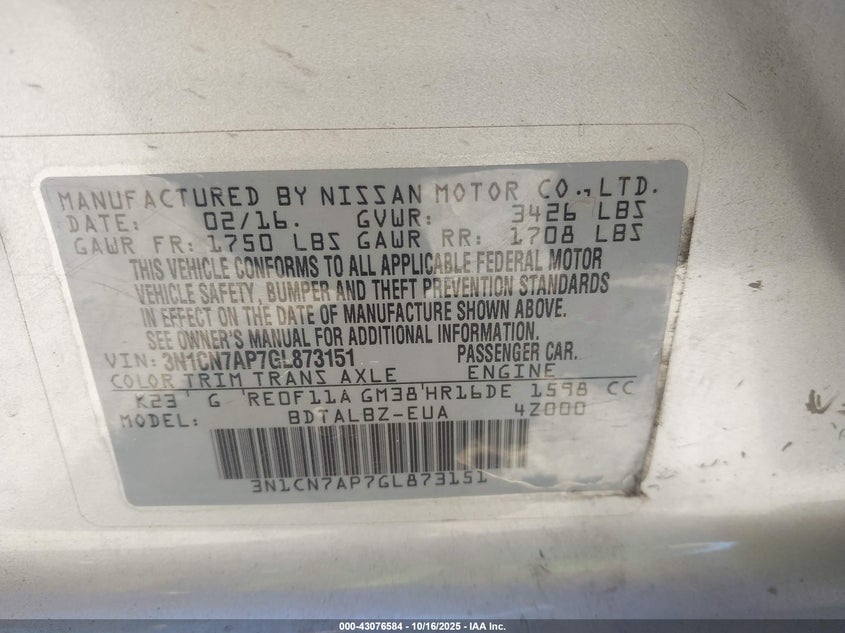 MANUFACTURED BY NISSAN MOTOR CO.,LTD.
DATE: 02/16. GVWR: 3426 LBS
GAWR FR: 1750 LBS GAWR RR: 1708 LBS
THIS VEHICLE CONFORMS TO ALL APPLICABLE FEDERAL MOTOR
VEHICLE SAFETY, BUMPER AND THEFT PREVENTION STANDARDS
IN EFFECT ON THE DATE OF MANUFACTURE SHOWN ABOVE.
SEE OWNER'S MANUAL FOR ADDITIONAL INFORMATION.
VIN: 3N1CN7AP7GL873151 PASSENGER CAR.
COLOR TRIM TRANS AXLE ENGINE
K23 G RE0F11A GM38 HR16DE 1598 CC
MODEL: BDTALBZ-EUA 4Z000
3N1CN7AP7GL873151
000-43076584 - 10/16/2025 - IAA Inc.